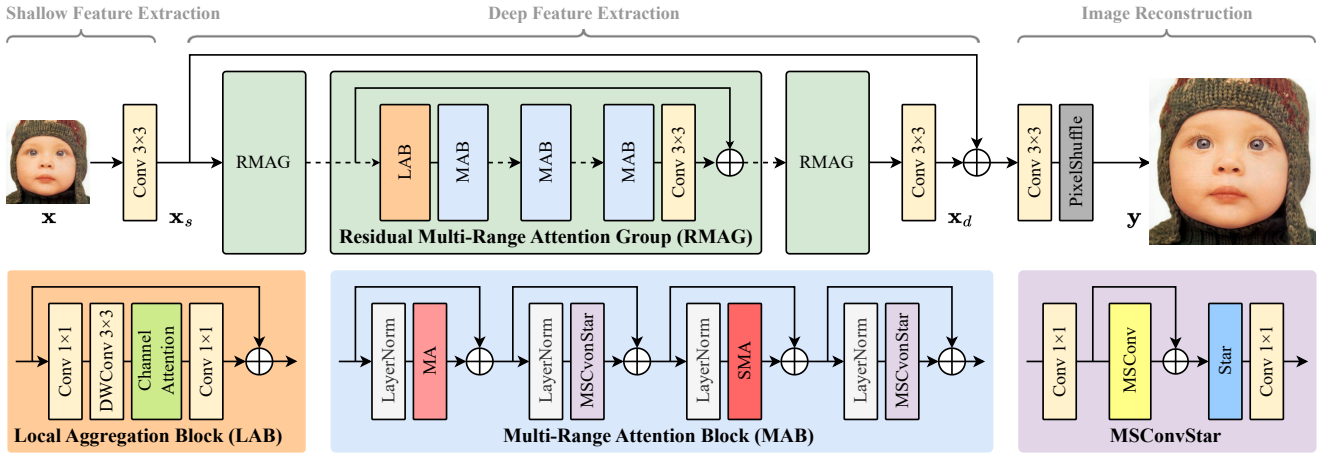 Shallow Feature Extraction
Deep Feature Extraction
Image Reconstruction
x
Conv 3×3
x_s
RMAG
LAB
MAB
MAB
MAB
Conv 3×3
Residual Multi-Range Attention Group (RMAG)
RMAG
Conv 3×3
x_d
Conv 3×3
PixelShuffle
y
Conv 1×1
DWConv 3×3
Channel
Attention
Conv 1×1
Local Aggregation Block (LAB)
LayerNorm
MA
LayerNorm
MSCvonStar
LayerNorm
SMA
LayerNorm
MSCvonStar
Multi-Range Attention Block (MAB)
Conv 1×1
MSConv
Star
Conv 1×1
MSConvStar